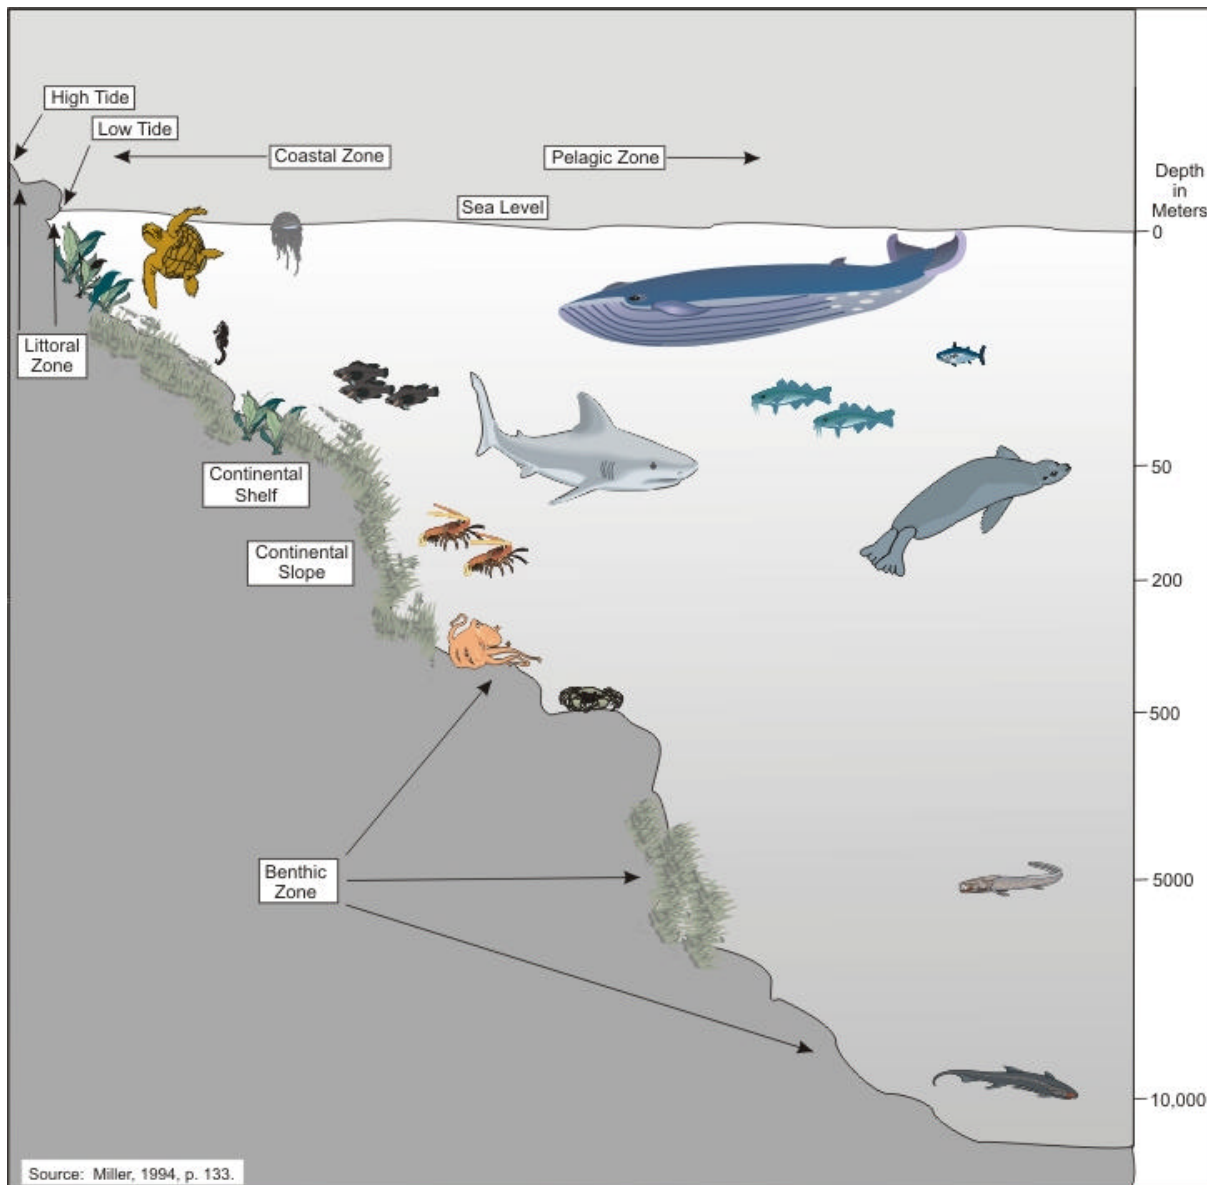 High Tide
Low Tide
Coastal Zone
Pelagic Zone
Depth
in
Meters
Sea Level
0
Littoral
Zone
50
Continental
Shelf
Continental
Slope
200
500
Benthic
Zone
5000
10,000
Source: Miller, 1994, p. 133.